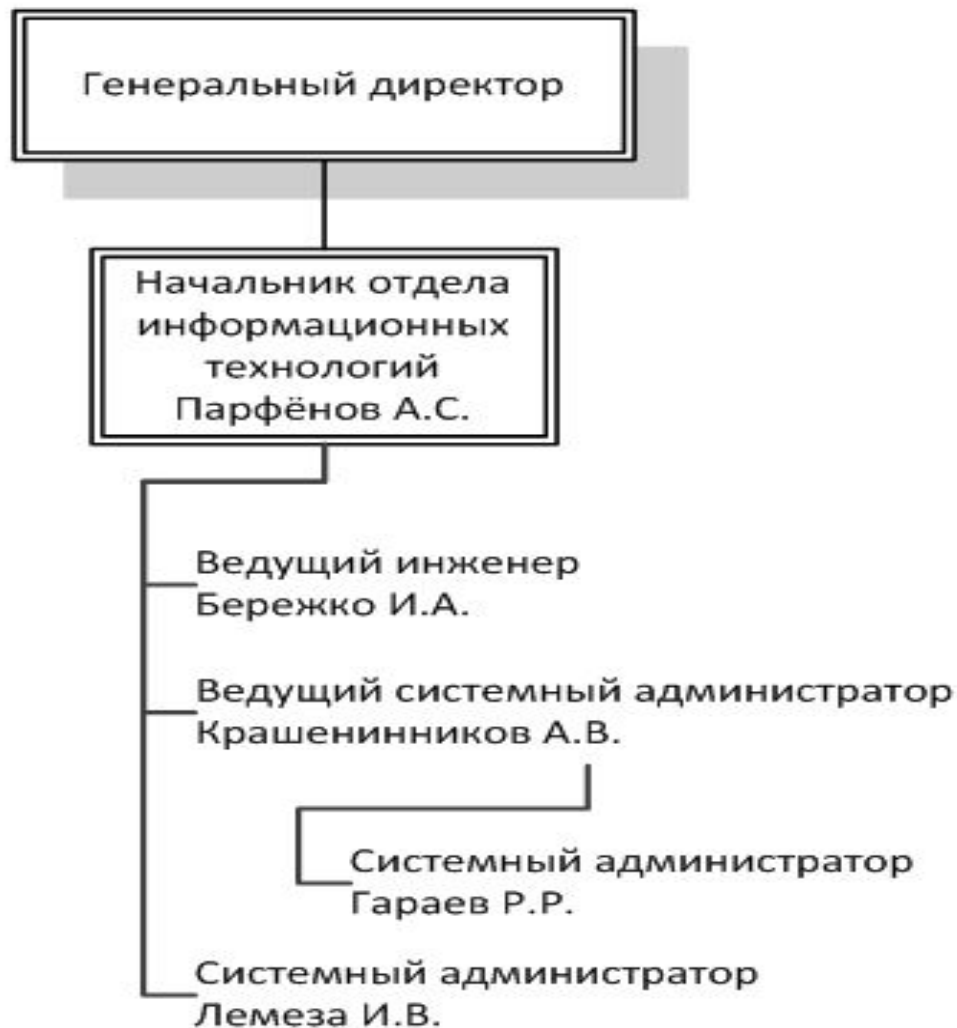 Генеральный директор
Начальник отдела
информационных
технологий
Парфёнов А.С.
Ведущий инженер
Бережко И.А.
Ведущий системный администратор
Крашенинников А.В.
Системный администратор
Гараев Р.Р.
Системный администратор
Лемеза И.В.